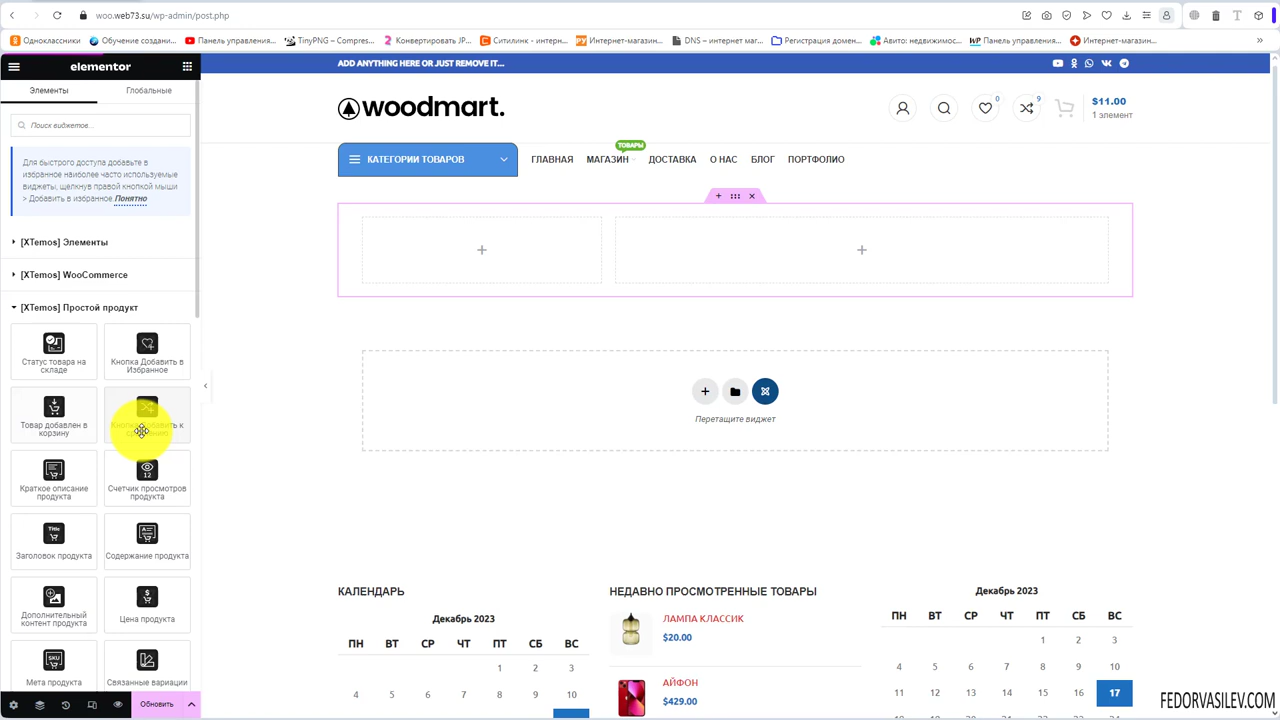 woo.web73.su/wp-admin/post.php
Одноклассники
Обучение создани...
Панель управления...
TinyPNG – Compres...
Конвертировать JP...
Ситилинк - интерн...
Интернет-магазин...
DNS – интернет маг...
Регистрация домен...
Авито: недвижимос...
Панель управления...
Интернет-магазин...
elementor
Элементы
Глобальные
Поиск виджетов...
Для быстрого доступа добавьте в
избранное наиболее часто используемые
виджеты, щелкнув правой кнопкой мыши
> Добавить в избранное. Понятно
[XTemos] Элементы
[XTemos] WooCommerce
[XTemos] Простой продукт
Статус товара на
складе
Кнопка Добавить в
Избранное
Товар добавлен в
корзину
Кнопка Добавить к
Краткое описание
продукта
Счетчик просмотров
продукта
Заголовок продукта
Содержание продукта
Дополнительный
контент продукта
Цена продукта
Мета продукта
Связанные вариации
Обновить
ADD ANYTHING HERE OR JUST REMOVE IT...
woodmart.
0
9
$11.00
1 элемент
КАТЕГОРИИ ТОВАРОВ
ГЛАВНАЯ
МАГАЗИН
ТОВАРЫ
ДОСТАВКА
О НАС
БЛОГ
ПОРТФОЛИО
Перетащите виджет
КАЛЕНДАРЬ
Декабрь 2023
ПН ВТ СР ЧТ ПТ СБ ВС
1 2 3
4 5 6 7 8 9 10
НЕДАВНО ПРОСМОТРЕННЫЕ ТОВАРЫ
ЛАМПА КЛАССИК
$20.00
АЙФОН
$429.00
Декабрь 2023
ПН ВТ СР ЧТ ПТ СБ ВС
1 2 3
4 5 6 7 8 9 10
11 12 13 14 15 16 17
FEDORVASILEV.COM